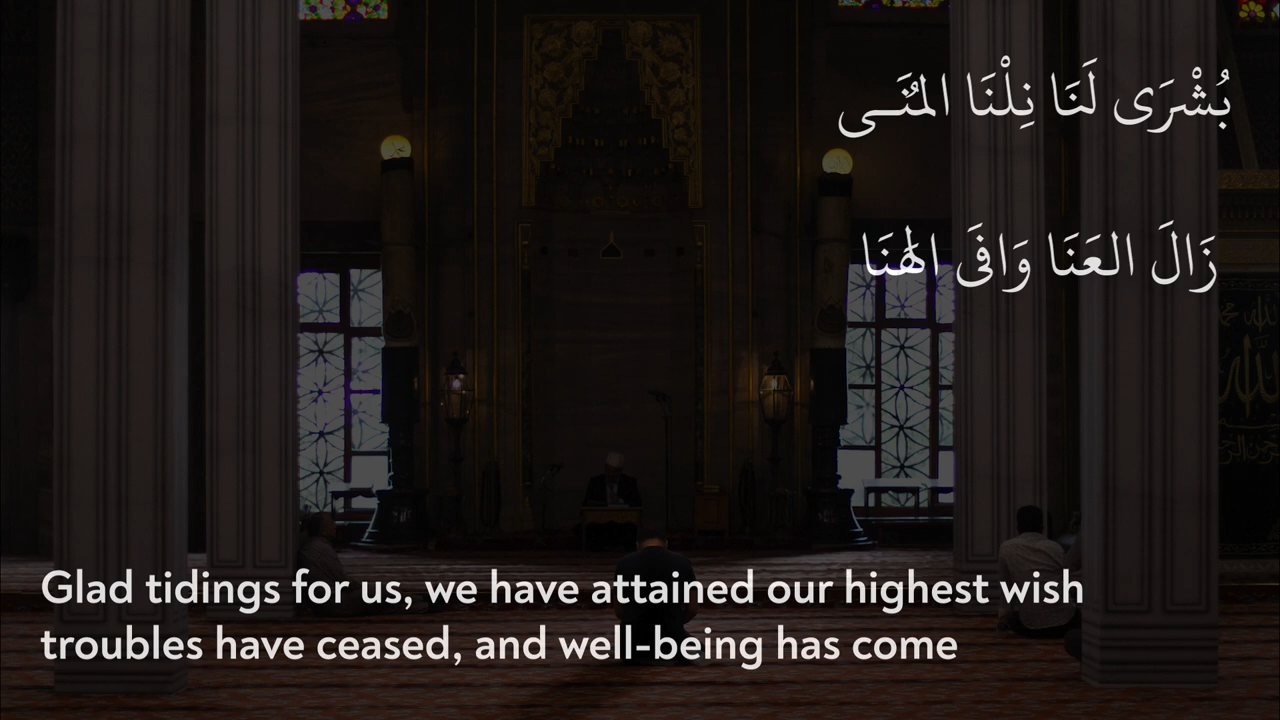 بُشْرَى لَنَا نِلْنَا المُنَـى
زَالَ العَنَا وَافَى الهَنَا
Glad tidings for us, we have attained our highest wish
troubles have ceased, and well-being has come